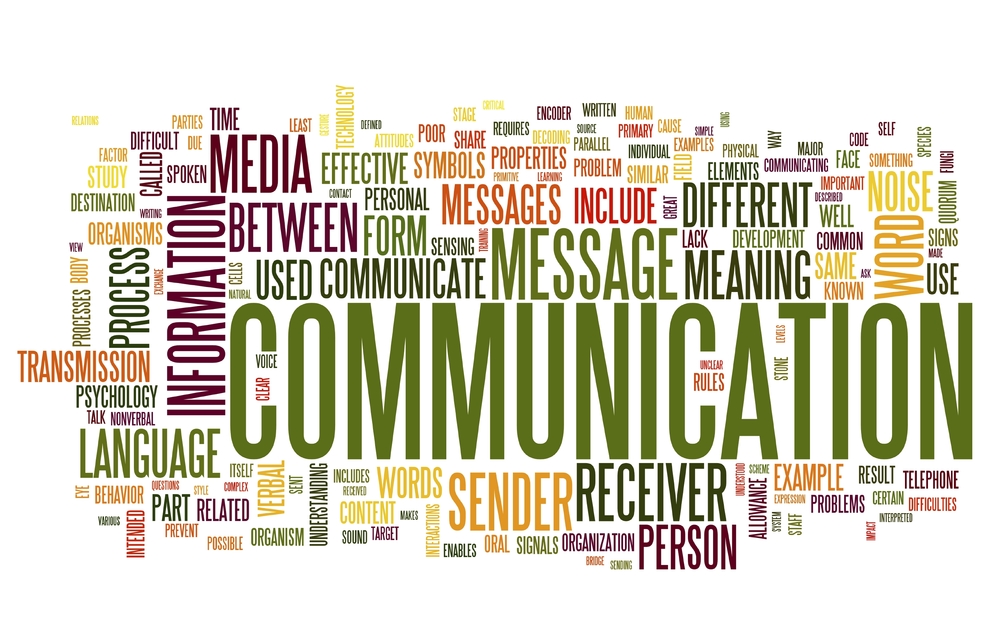 RELATIONS
PARTIES
TIME
LEAST
GESTURE
TECHNOLOGY
DEFINED
STAGE
CRITICAL
ENCODER
WRITTEN
HUMAN
USING
DIFFICULT
DUE
ATTITUDES
POOR
SHARE
REQUIRES
DECODING
SOURCE
PARALLEL
PRIMARY
CAUSE
SIMPLE
WAY
CODE
SELF
SPECIES
FACTOR
STUDY
CALLED
SPOKEN
MEDIA
EFFECTIVE
SYMBOLS
PROPERTIES
PRIMITIVE
LEARNING
PROBLEM
INDIVIDUAL
SIMILAR
FIELD
EXAMPLES
PHYSICAL
ELEMENTS
MAJOR
COMMUNICATING
FACE
SOMETHING
FUNGI
DESTINATION
WRITING
CONTACT
PERSONAL
MESSAGES
INCLUDE
GREAT
DIFFERENT
IMPORTANT
DESCRIBED
NOISE
QUORUM
ORGANISMS
INFORMATION
BETWEEN
FORM
SENSING
TRAINING
MESSAGE
LACK
DEVELOPMENT
WELL
COMMON
WORD
SIGNS
MADE
VIEW
BODY
PROCESS
EXCHANGE
CELLS
NATURAL
USED
COMMUNICATE
MEANING
SAME
ASK
KNOWN
USE
PROCESSES
TRANSMISSION
PSYCHOLOGY
TALK
NONVERBAL
COMMUNICATION
VOICE
CLEAR
UNCLEAR
RULES
STONE
LEVELS
LANGUAGE
ITSELF
VERBAL
SENT
UNDERSTANDING
INCLUDES
RECEIVED
WORDS
SENDER
RECEIVER
UNDERSTOOD
SCHEME
ALLOWANCE
EXAMPLE
EXPRESSION
RESULT
TELEPHONE
EYE
BEHAVIOR
QUESTIONS
STYLE
COMPLEX
VARIOUS
INTENDED
PART
RELATED
CONTENT
MAKES
INTERACTIONS
SYSTEM
STAFF
PROBLEMS
CERTAIN
DIFFICULTIES
INTERPRETED
IMPACT
PREVENT
POSSIBLE
ORGANISM
SOUND
TARGET
ENABLES
ORAL
SIGNALS
ORGANIZATION
BRIDGE
SENDING
PERSON